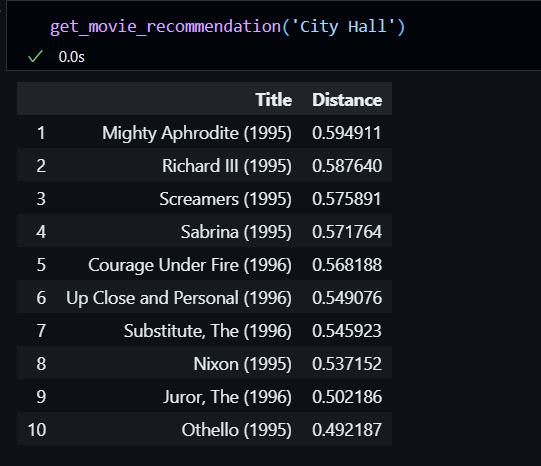 get_movie_recommendation('City Hall')
0.0s
Title Distance
1 Mighty Aphrodite (1995) 0.594911
2 Richard III (1995) 0.587640
3 Screamers (1995) 0.575891
4 Sabrina (1995) 0.571764
5 Courage Under Fire (1996) 0.568188
6 Up Close and Personal (1996) 0.549076
7 Substitute, The (1996) 0.545923
8 Nixon (1995) 0.537152
9 Juror, The (1996) 0.502186
10 Othello (1995) 0.492187